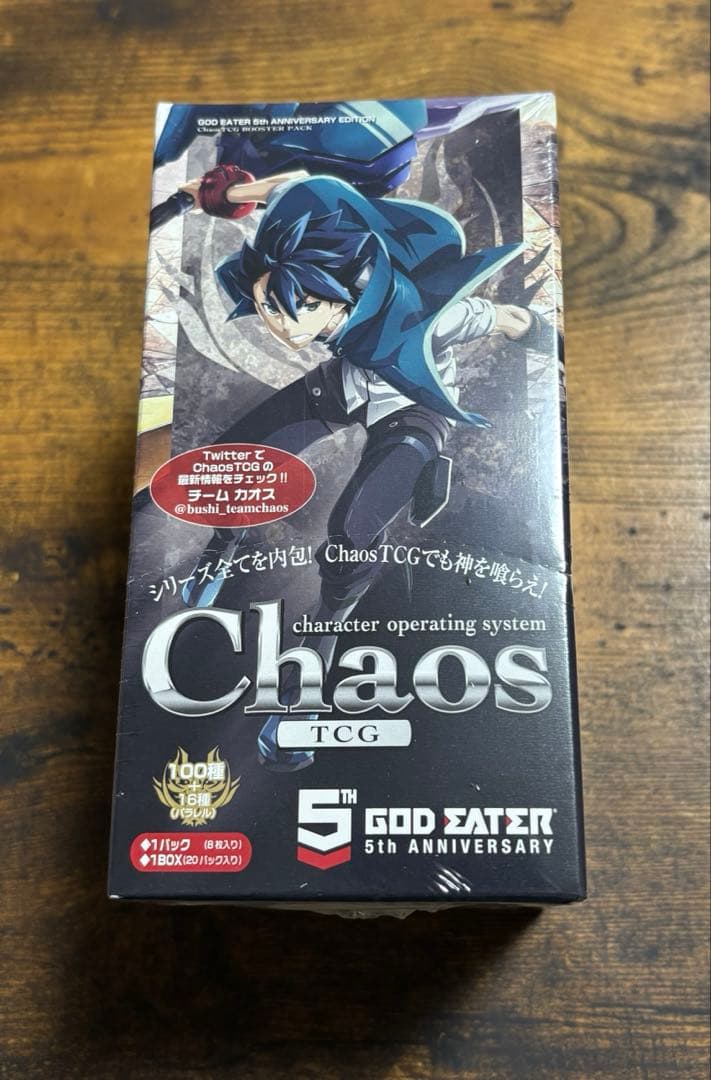 GOD EATER 5th ANNIVERSARY EDITION
ChaosTCG BOOSTER PACK
Twitterで
ChaosTCGの
最新情報をチェック!!
チーム カオス
@bushi_teamchaos
シリーズ全てを内包! ChaosTCGでも神を喰らえ!
character operating system
Chaos
TCG
100種
+
16種
(パラレル)
◆1パック (8枚入り)
◆1BOX(20パック入り)
5TH
GOD EATER
5th ANNIVERSARY